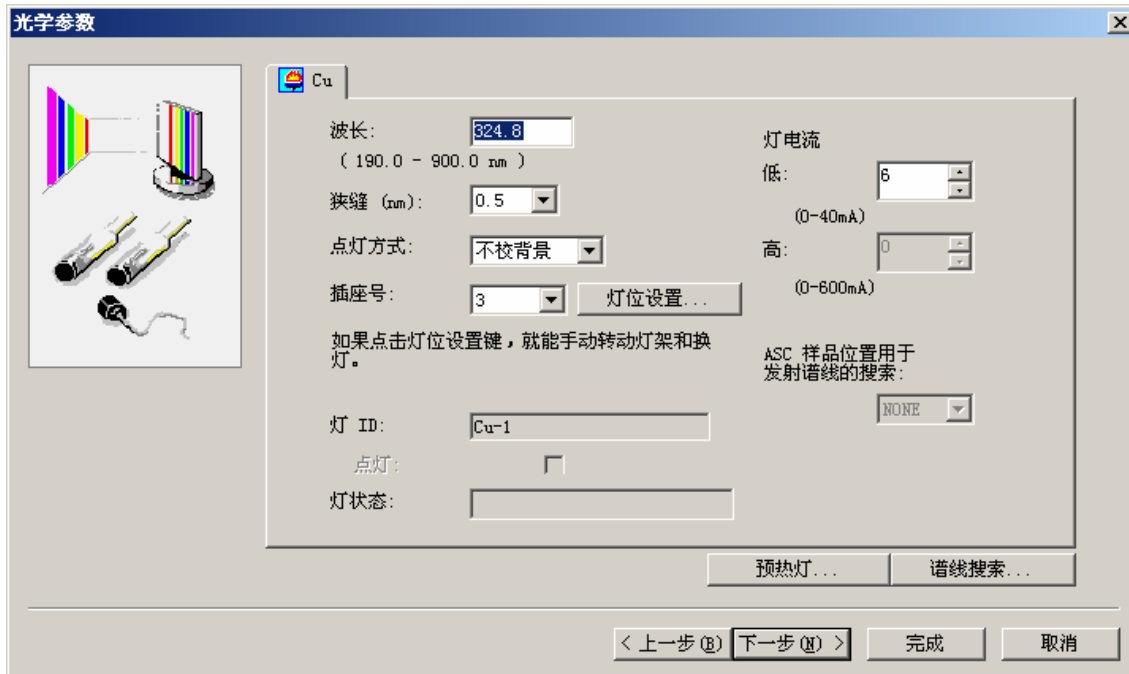 光学参数
Cu
波长:
324.8
( 190.0 - 900.0 nm )
狭缝 (nm):
0.5
点灯方式:
不校背景
插座号:
3
灯位设置...
如果点击灯位设置键，就能手动转动灯架和换
灯。
灯 ID:
Cu-1
点灯:
灯状态:
灯电流
低:
6
(0-40mA)
高:
0
(0-600mA)
ASC 样品位置用于
发射谱线的搜索:
NONE
预热灯...
谱线搜索...
< 上一步(B)
下一步(N) >
完成
取消